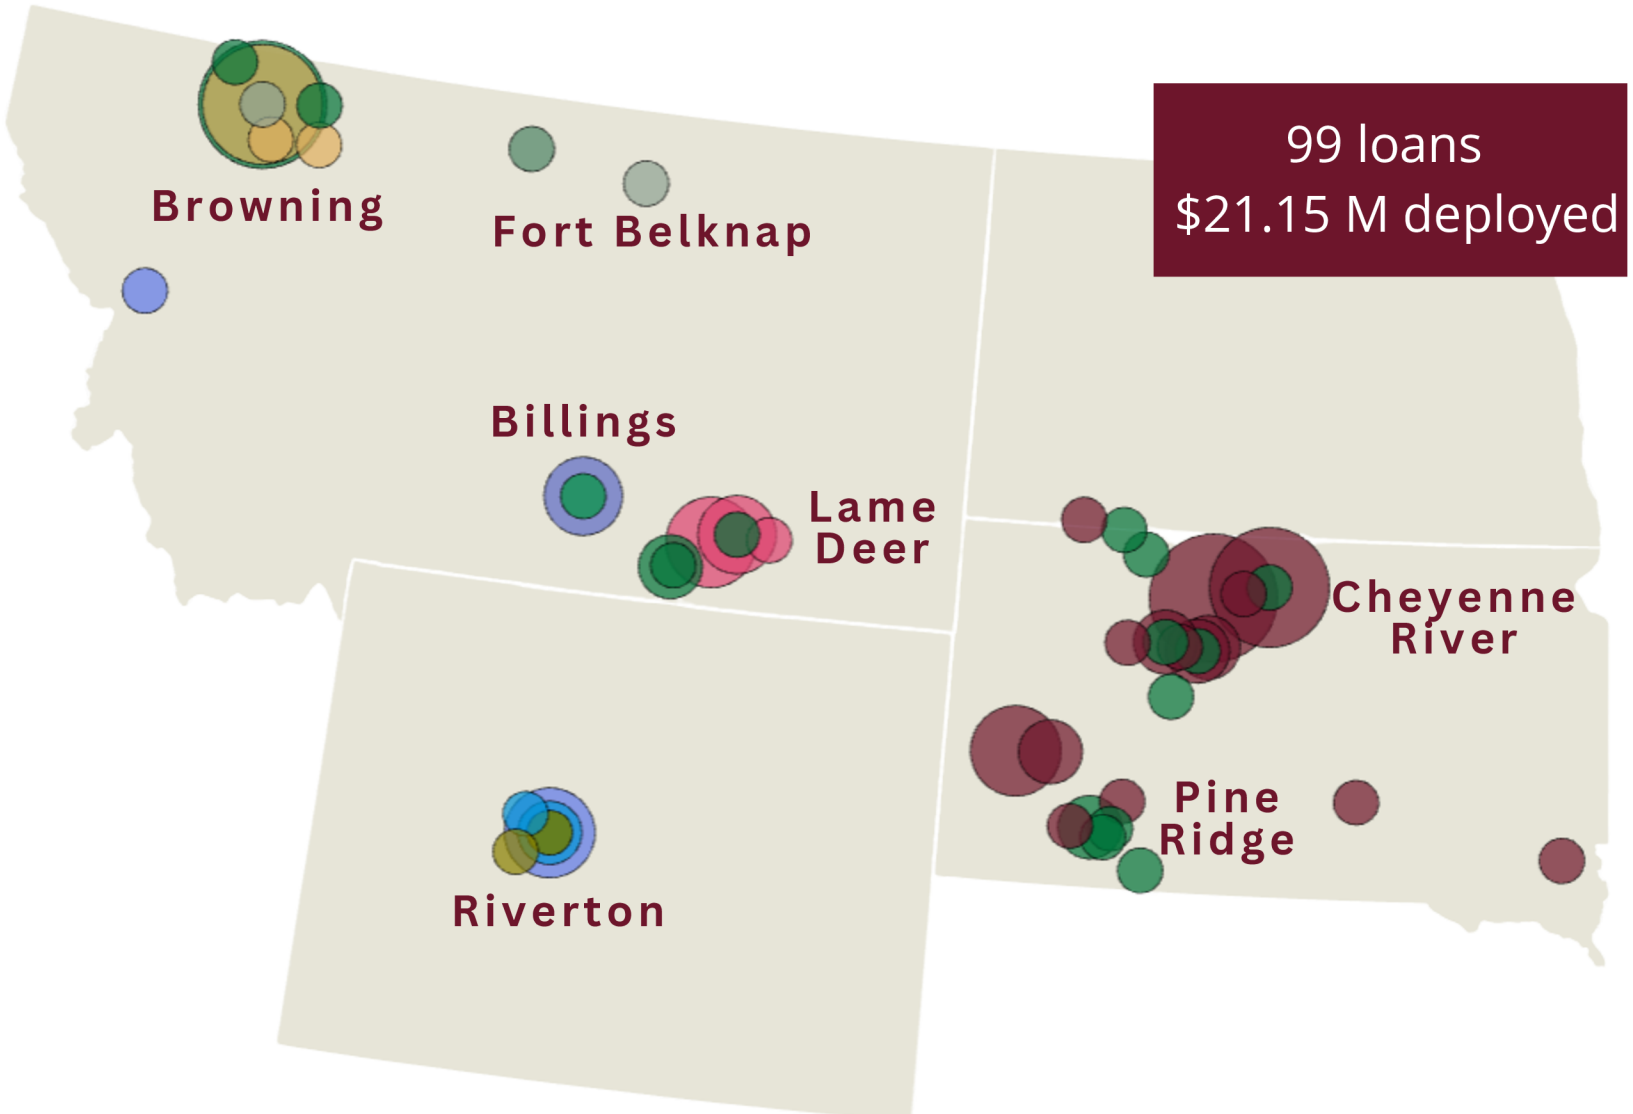 99 loans
$21.15 M deployed
Browning
Fort Belknap
Billings
Lame
Deer
Cheyenne
River
Pine
Ridge
Riverton